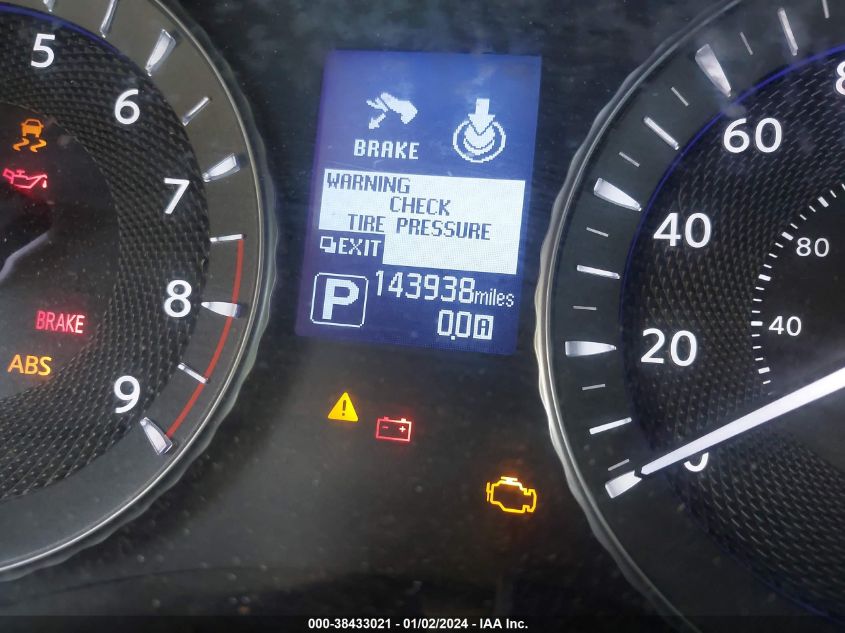 5
6
7
8
9
BRAKE
ABS
BRAKE
WARNING
CHECK
TIRE PRESSURE
EXIT
P
143938miles
0.0 A
60
40
20
0
80
40
000-38433021 - 01/02/2024 - IAA Inc.